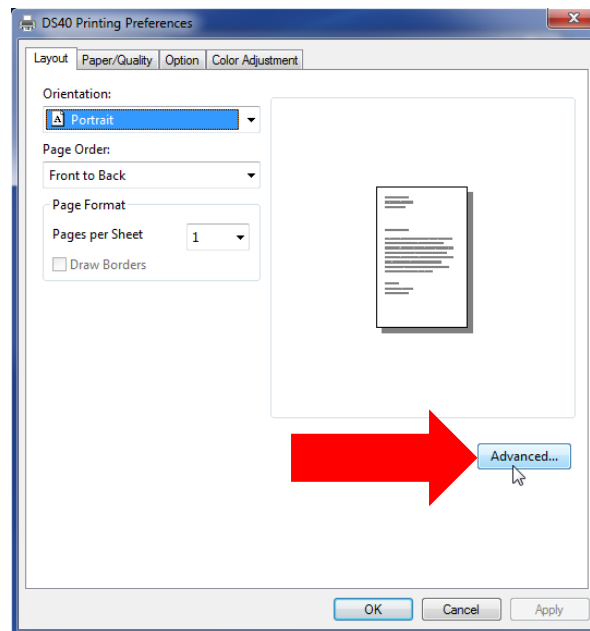 DS40 Printing Preferences
Layout Paper/Quality Option Color Adjustment
Orientation:
A Portrait
Page Order:
Front to Back
Page Format
Pages per Sheet 1
Draw Borders
Advanced...
OK Cancel Apply